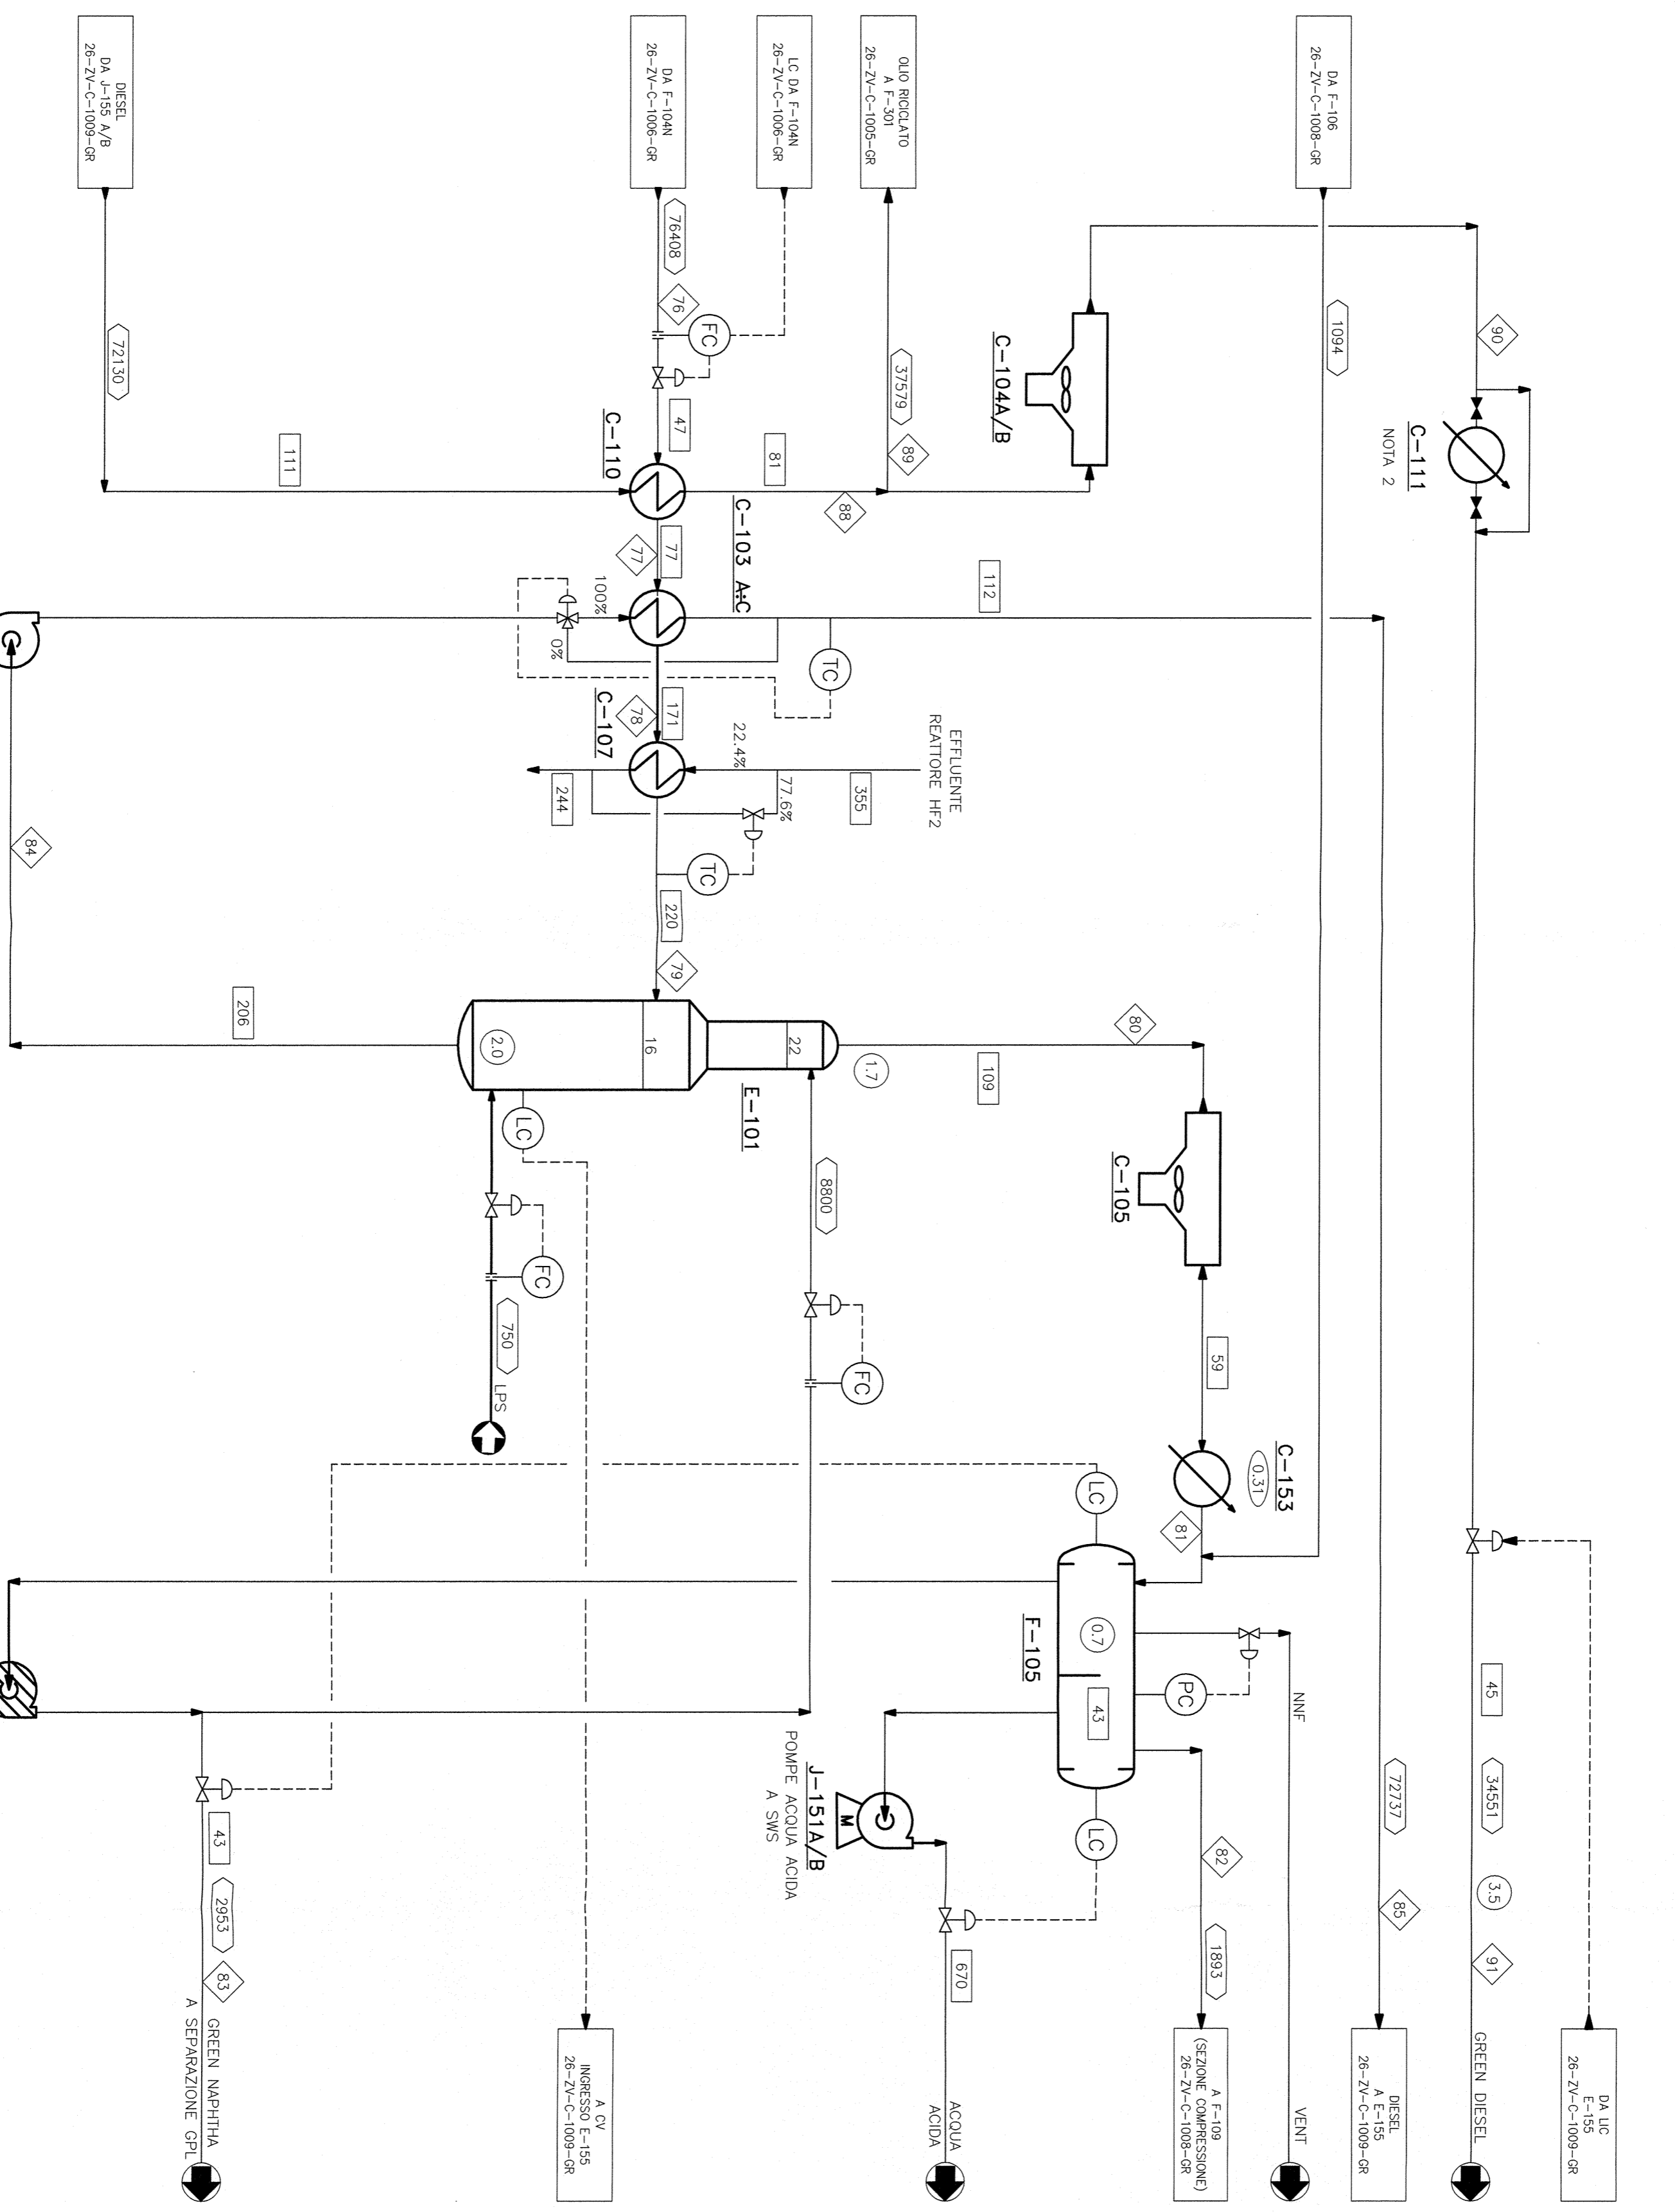 DA LIC
E-155
26-ZV-C-1009-GR
90
C-111
NOTA 2
45
34551
3.5
91
GREEN DIESEL
DA F-106
26-ZV-C-1008-GR
1094
72737
85
DIESEL
A E-155
26-ZV-C-1009-GR
C-153
0.31
NNF
VENT
C-104A/B
80
109
C-105
59
81
82
1893
A F-109
(SEZIONE COMPRESSIONE)
26-ZV-C-1008-GR
LC
0.7
PC
43
LC
F-105
112
OLIO RICICLATO
A F-301
26-ZV-C-1005-GR
37579
89
88
81
EFFLUENTE
REATTORE HF2
355
1.7
8800
FC
670
ACQUA
ACIDA
LC DA F-104N
26-ZV-C-1006-GR
TC
22
E-101
M
J-151A/B
POMPE ACQUA ACIDA
A SWS
C-103 A÷C
22.4%
77.6%
DA F-104N
26-ZV-C-1006-GR
76408
76
FC
47
C-110
77
77
171
78
C-107
TC
220
79
16
100%
0%
244
2.0
LC
FC
750
LPS
A CV
INGRESSO E-155
26-ZV-C-1009-GR
111
206
43
2953
83
GREEN NAPHTHA
A SEPARAZIONE GPL
DIESEL
DA J-155 A/B
26-ZV-C-1009-GR
72130
84